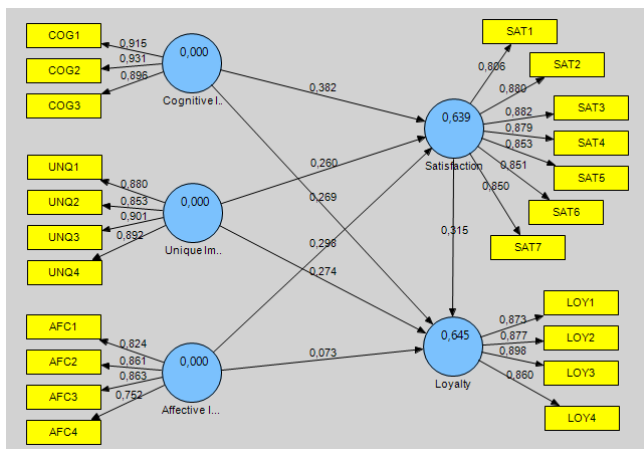 COG1
COG2
COG3
0,915
0,931
0,896
0,000
Cognitive I..
UNQ1
UNQ2
UNQ3
UNQ4
0,880
0,853
0,901
0,892
0,000
Unique Im..
AFC1
AFC2
AFC3
AFC4
0,824
0,861
0,863
0,752
0,000
Affective I...
0,382
0,260
0,269
0,298
0,274
0,073
0,315
0,639
Satisfaction
SAT1
SAT2
SAT3
SAT4
SAT5
SAT6
SAT7
0,806
0,880
0,882
0,879
0,853
0,851
0,850
0,645
Loyalty
LOY1
LOY2
LOY3
LOY4
0,873
0,877
0,898
0,860